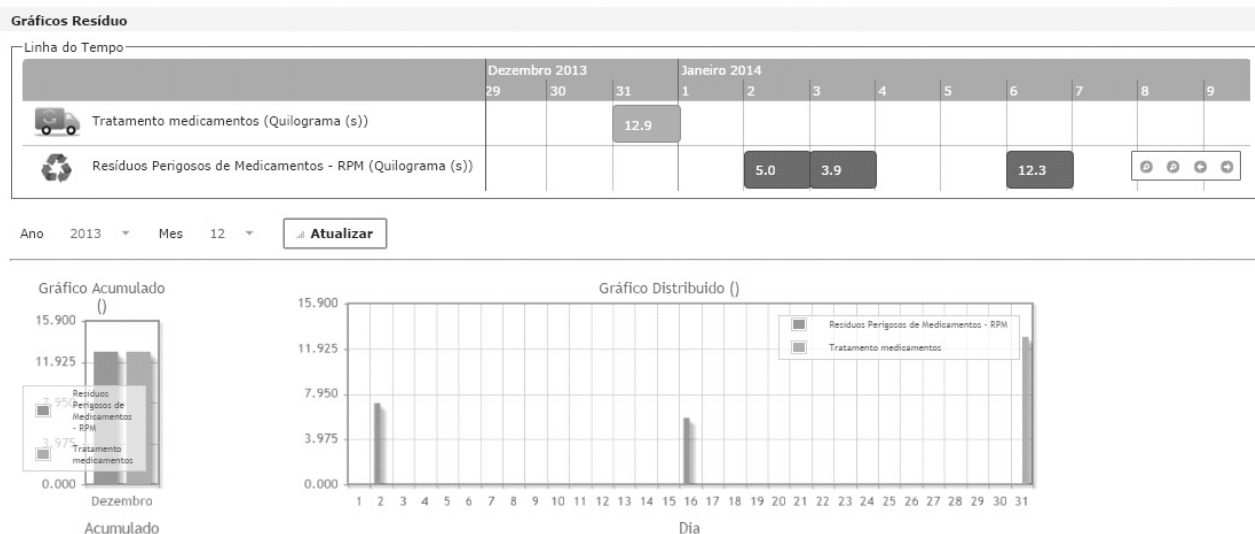 Gráficos Resíduo
Linha do Tempo
Dezembro 2013 Janeiro 2014
29 30 31 1 2 3 4 5 6 7 8 9
Tratamento medicamentos (Quilograma (s)) 12.9
Resíduos Perigosos de Medicamentos - RPM (Quilograma (s)) 5.0 3.9 12.3
Ano 2013 Mes 12 Atualizar
Gráfico Acumulado
()
15.900
11.925
7.950
3.975
0.000
Resíduos
Perigosos de
Medicamentos
- RPM
Tratamento
medicamentos
Dezembro
Acumulado
Gráfico Distribuido ()
15.900
11.925
7.950
3.975
0.000
Resíduos Perigosos de Medicamentos - RPM
Tratamento medicamentos
1 2 3 4 5 6 7 8 9 10 11 12 13 14 15 16 17 18 19 20 21 22 23 24 25 26 27 28 29 30 31
Dia